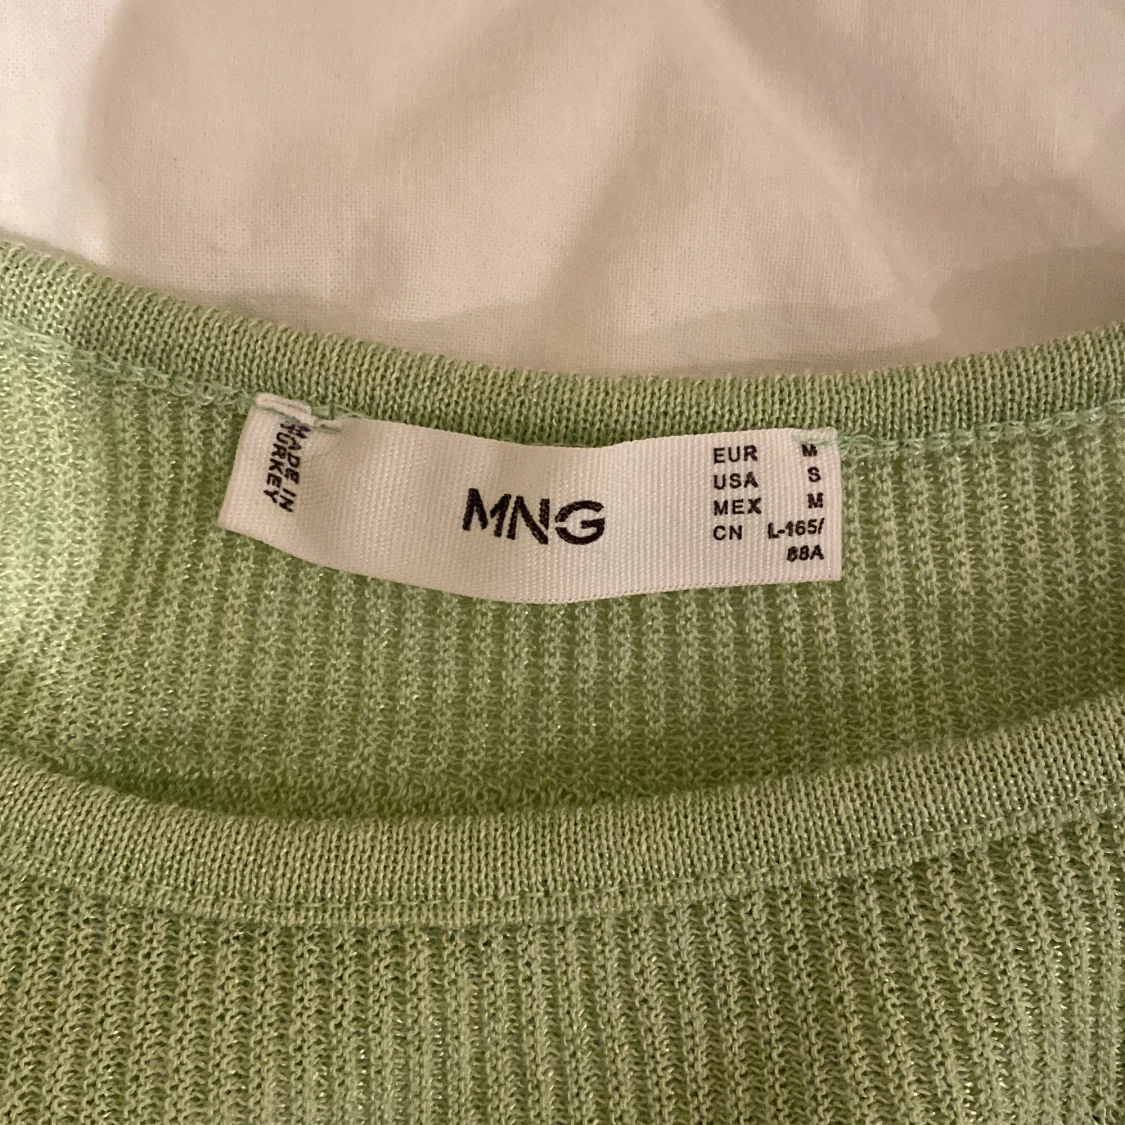 MADE IN
TURKEY
MNG
EUR M
USA S
MEX M
CN L-165/
88A